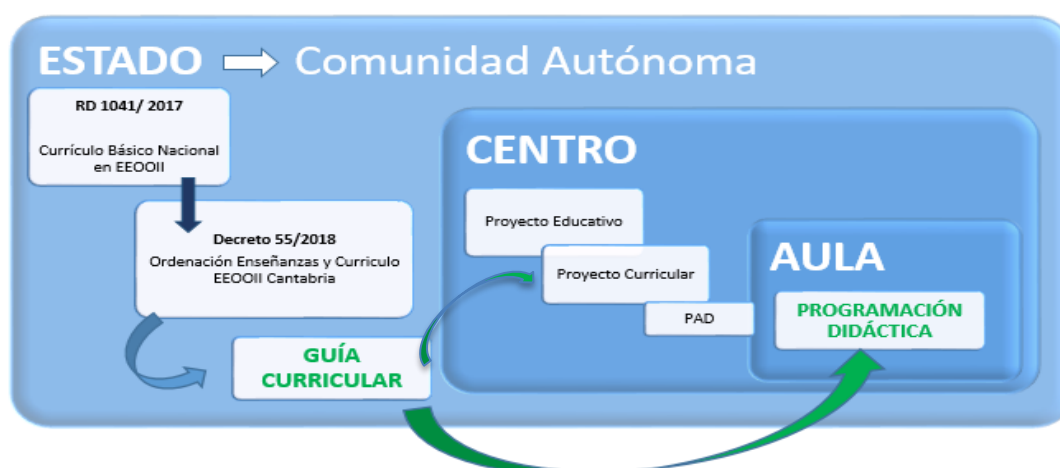 ESTADO Comunidad Autónoma
RD 1041/ 2017
Currículo Básico Nacional
en EEOOII
Decreto 55/2018
Ordenación Enseñanzas y Curriculo
EEOOII Cantabria
GUÍA
CURRICULAR
CENTRO
Proyecto Educativo
Proyecto Curricular
PAD
AULA
PROGRAMACIÓN
DIDÁCTICA